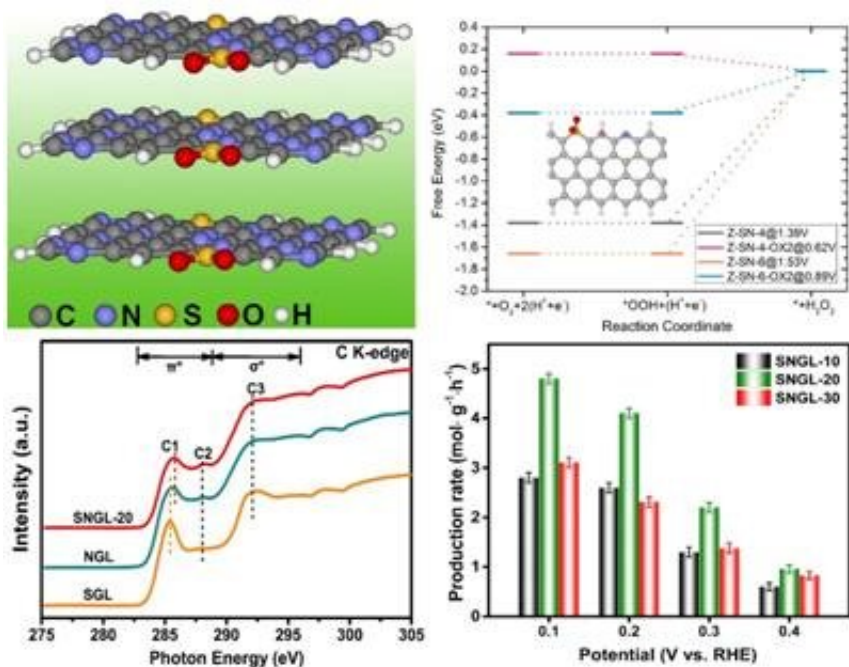 C N S O H
0.4
0.2
0.0
-0.2
-0.4
-0.6
-0.8
-1.0
-1.2
-1.4
-1.6
-1.8
-2.0
Free Energy (eV)
Z-SN-4@1.39V
Z-SN-4-OX2@0.62V
Z-SN-6@1.53V
Z-SN-6-OX2@0.89V
*+O₂+2(H⁺+e⁻) *OOH+(H⁺+e⁻) *+H₂O₂
Reaction Coordinate
C K-edge
π* σ*
C1 C2 C3
SNGL-20
NGL
SGL
Intensity (a.u.)
275 280 285 290 295 300 305
Photon Energy (eV)
SNGL-10
SNGL-20
SNGL-30
5
4
3
2
1
0
Production rate (mol· g⁻¹·h⁻¹)
0.1 0.2 0.3 0.4
Potential (V vs. RHE)